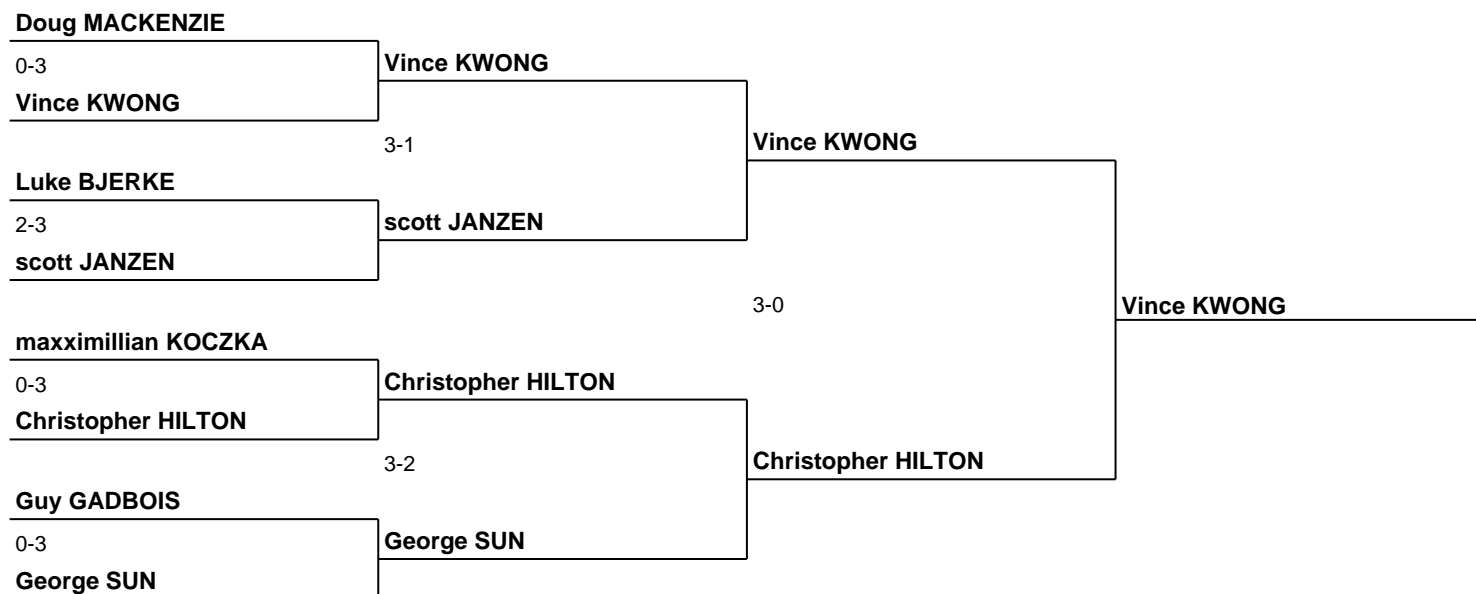 Doug MACKENZIE
0-3
Vince KWONG
Vince KWONG
3-1
Vince KWONG
Luke BJERKE
2-3
scott JANZEN
scott JANZEN
3-0
Vince KWONG
maxximillian KOCZKA
0-3
Christopher HILTON
Christopher HILTON
3-2
Christopher HILTON
Guy GADBOIS
0-3
George SUN
George SUN